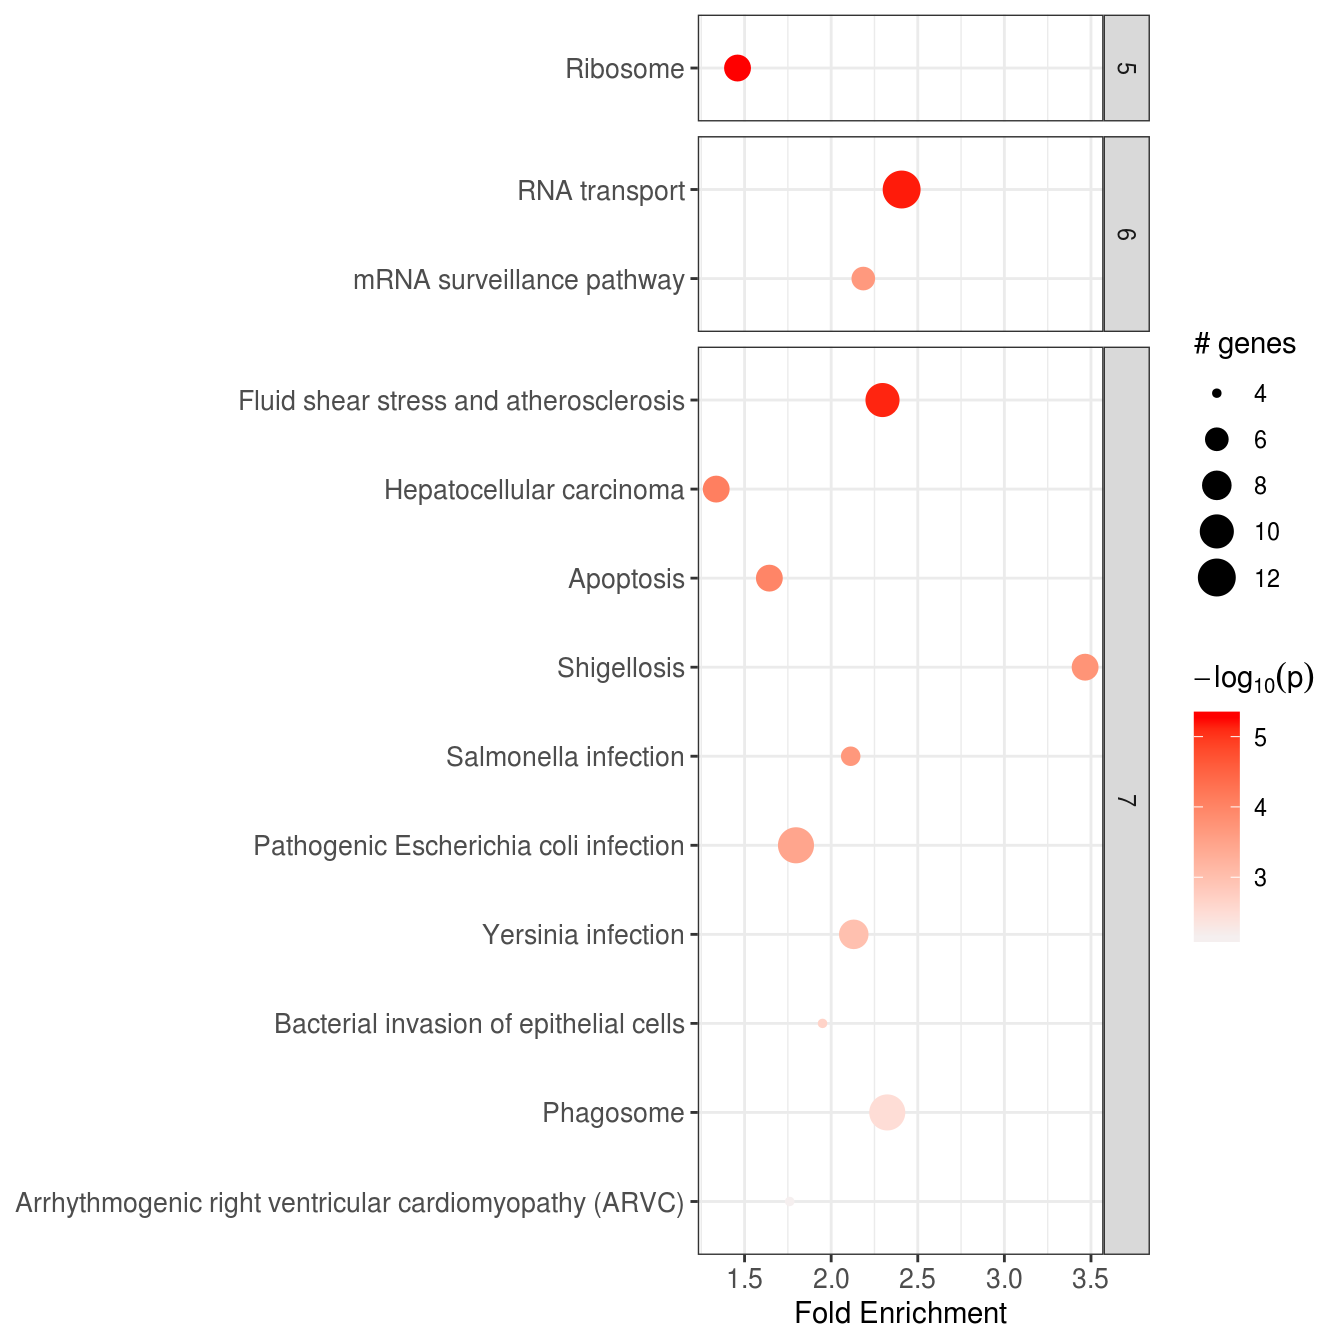 Ribosome
5
RNA transport
mRNA surveillance pathway
6
Fluid shear stress and atherosclerosis
Hepatocellular carcinoma
Apoptosis
Shigellosis
Salmonella infection
Pathogenic Escherichia coli infection
Yersinia infection
Bacterial invasion of epithelial cells
Phagosome
Arrhythmogenic right ventricular cardiomyopathy (ARVC)
7
1.5 2.0 2.5 3.0 3.5
Fold Enrichment
# genes
4
6
8
10
12
−log₁₀(p)
5
4
3